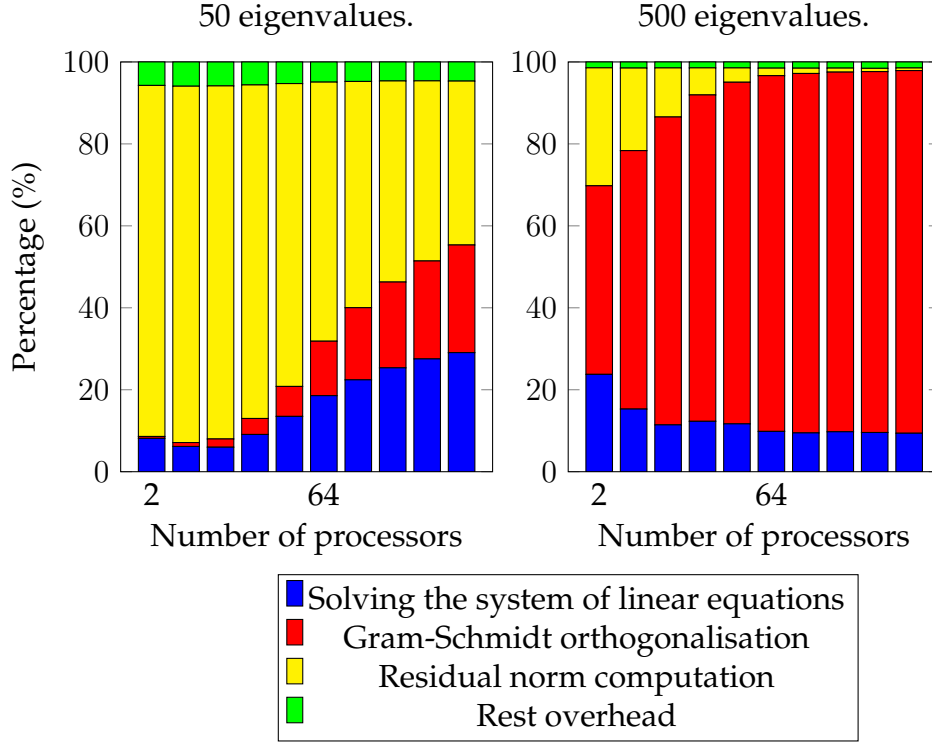 50 eigenvalues.
500 eigenvalues.
Percentage (%)
100
80
60
40
20
0
2
64
Number of processors
100
80
60
40
20
0
2
64
Number of processors
Solving the system of linear equations
Gram-Schmidt orthogonalisation
Residual norm computation
Rest overhead